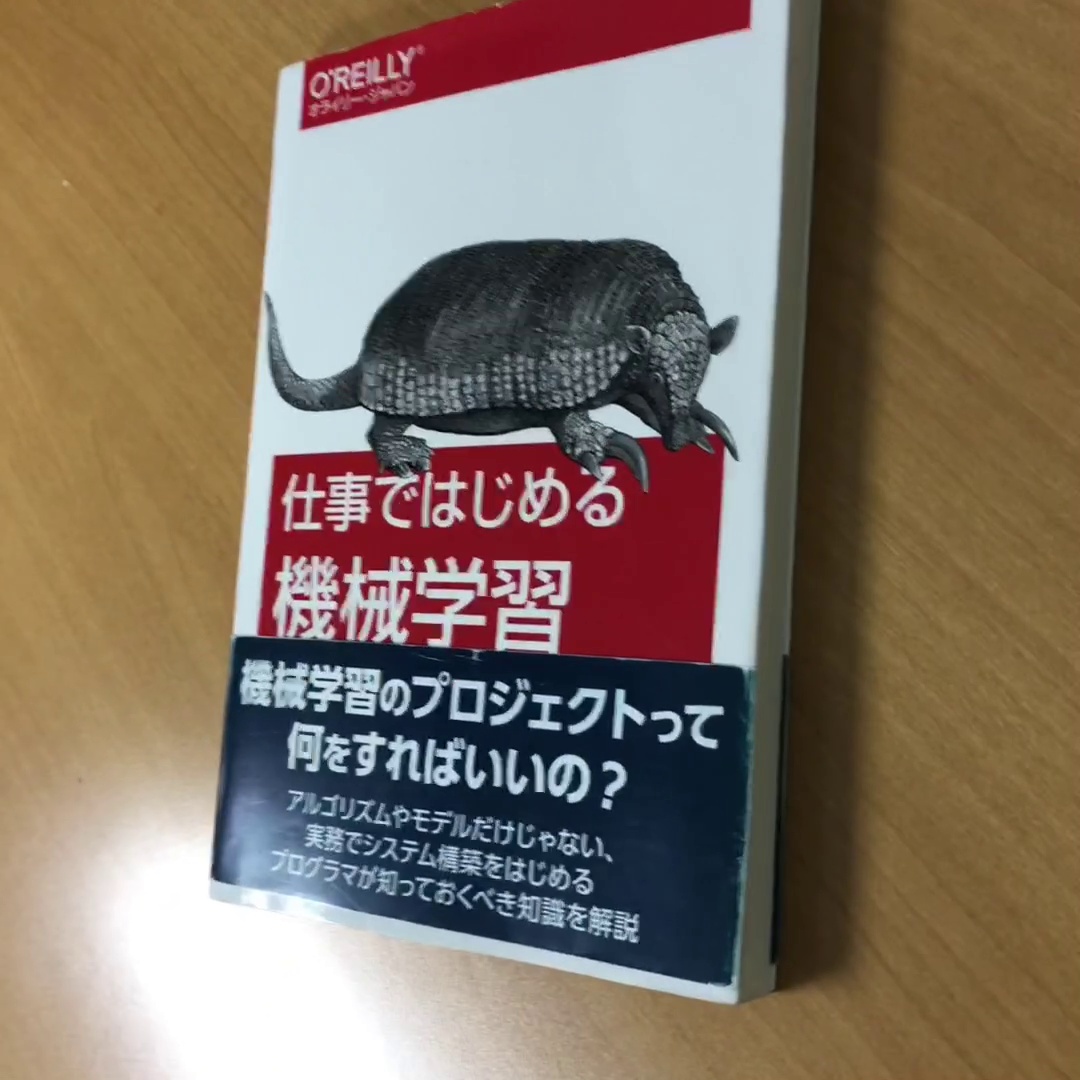 O'REILLY®
オライリー・ジャパン
仕事ではじめる
機械学習
機械学習のプロジェクトって
何をすればいいの？
アルゴリズムやモデルだけじゃない、
実務でシステム構築をはじめる
プログラマが知っておくべき知識を解説